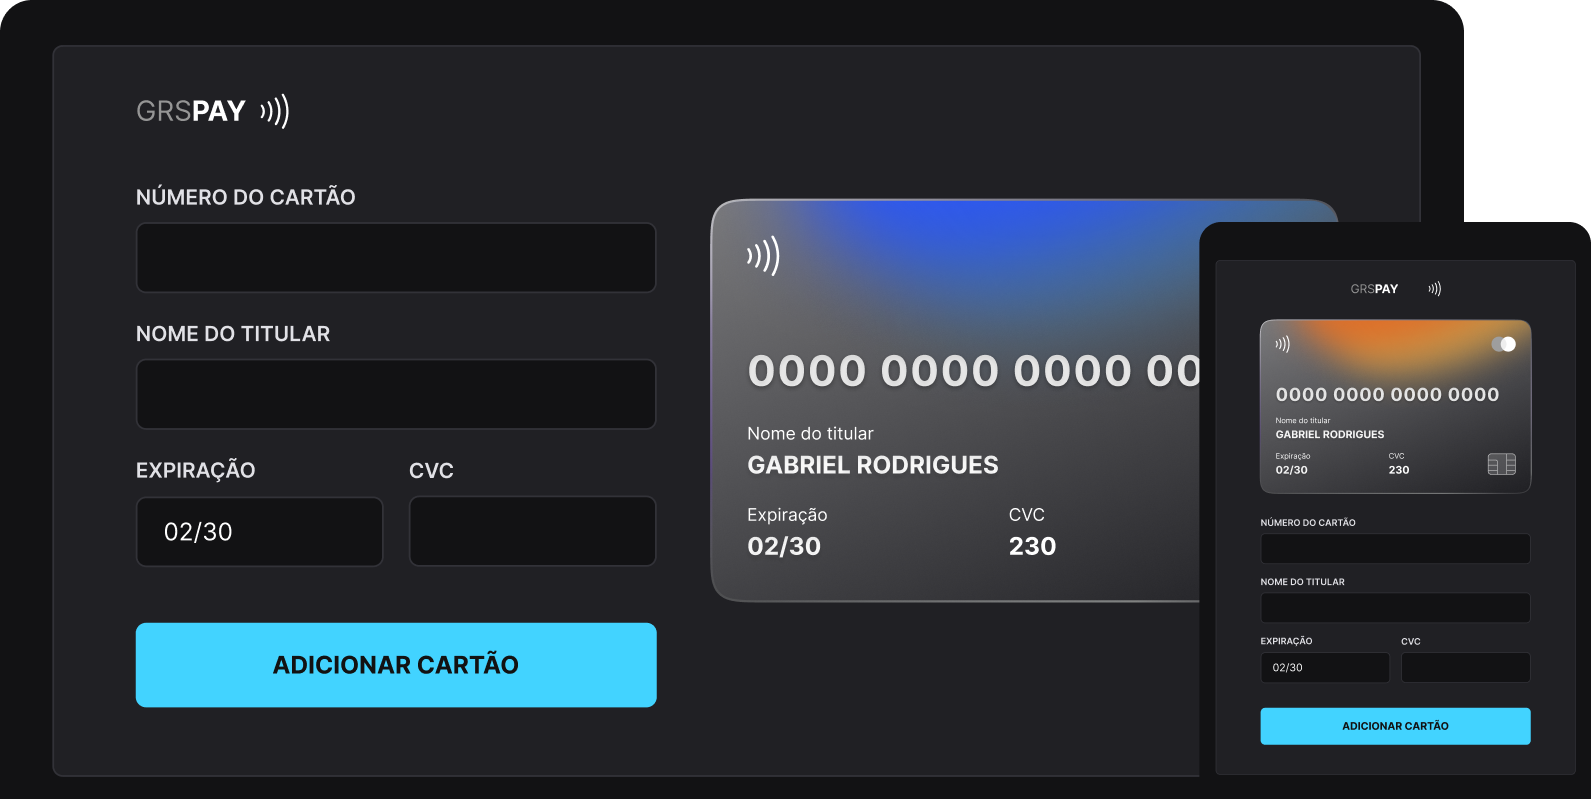 GRSPAY
NÚMERO DO CARTÃO
NOME DO TITULAR
EXPIRAÇÃO
CVC
02/30
ADICIONAR CARTÃO
0000 0000 0000 00
Nome do titular
GABRIEL RODRIGUES
Expiração
CVC
02/30
230
GRSPAY
0000 0000 0000 0000
Nome do titular
GABRIEL RODRIGUES
Expiração
CVC
02/30
230
NÚMERO DO CARTÃO
NOME DO TITULAR
EXPIRAÇÃO
CVC
02/30
ADICIONAR CARTÃO